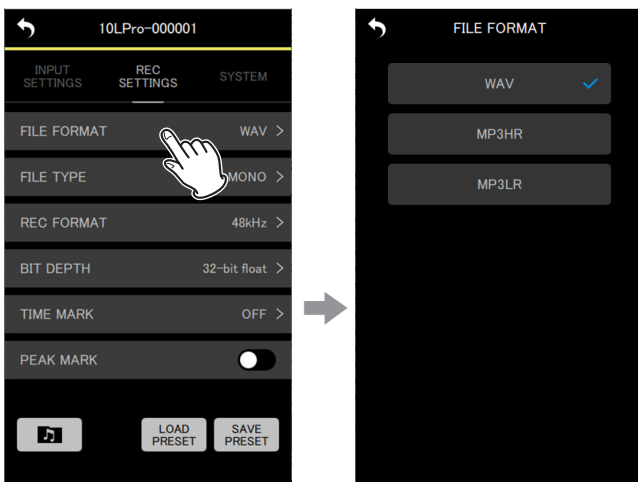 10LPro-000001
INPUT
SETTINGS
REC
SETTINGS
SYSTEM
FILE FORMAT
WAV >
FILE TYPE
MONO >
REC FORMAT
48kHz >
BIT DEPTH
32-bit float >
TIME MARK
OFF >
PEAK MARK
LOAD
PRESET
SAVE
PRESET
FILE FORMAT
WAV
MP3HR
MP3LR